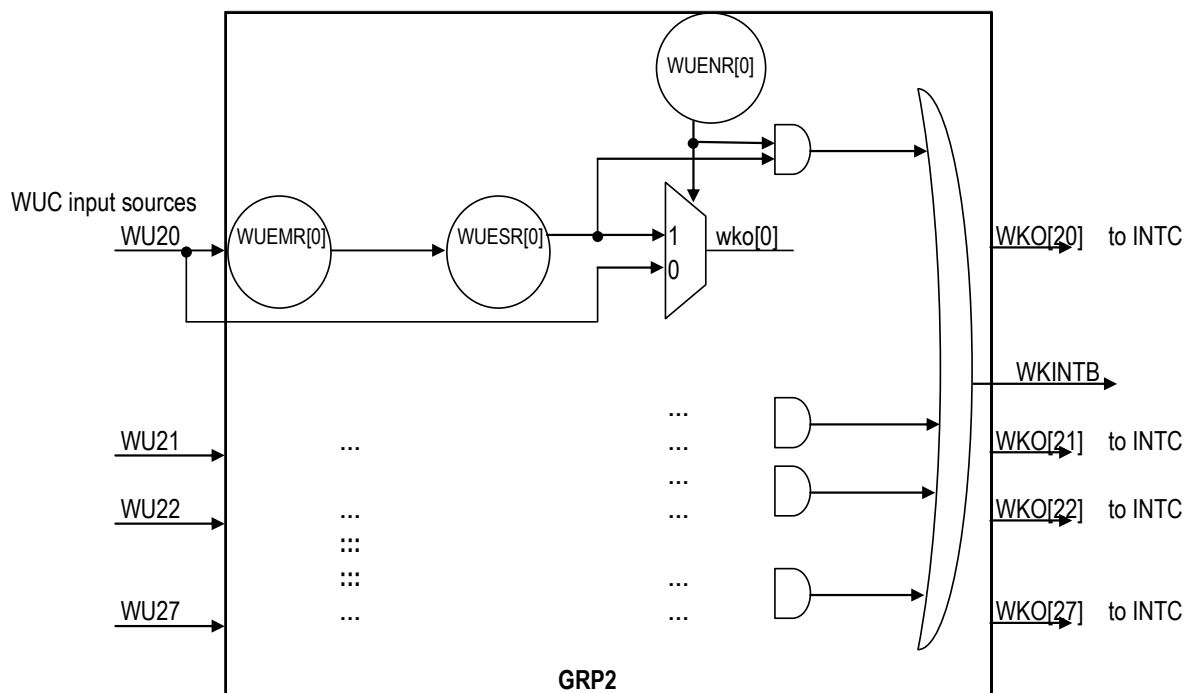 WUENR[0]
WUC input sources
WU20
WUEMR[0]
WUESR[0]
1
0
wko[0]
WKO[20] to INTC
WKINTB
...
WU21
...
...
WKO[21] to INTC
...
WU22
...
...
WKO[22] to INTC
:::
:::
...
WU27
...
...
WKO[27] to INTC
GRP2